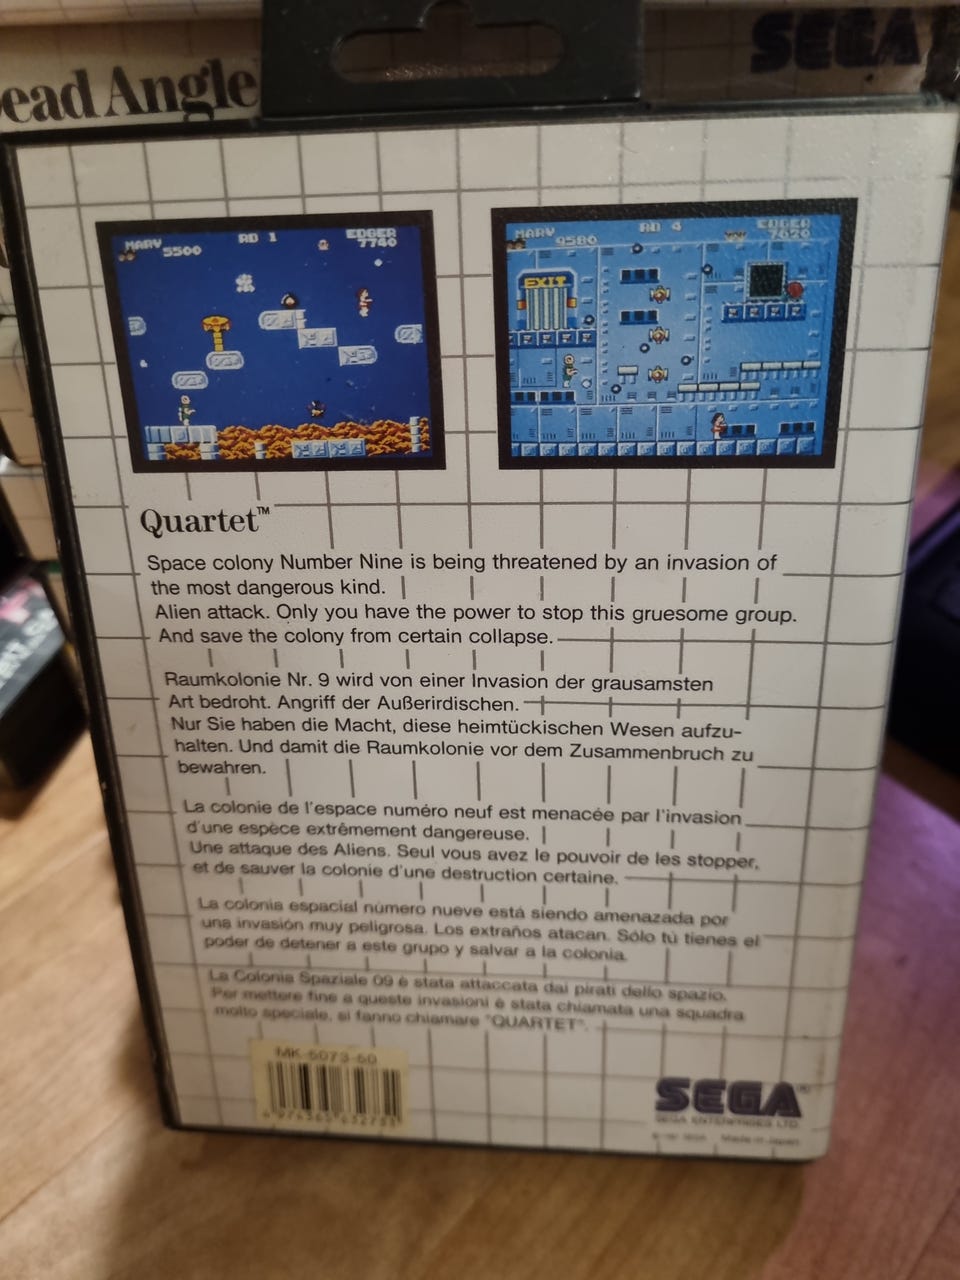 ead Angle
SEGA
MARY 5500 RD 1 EDGER 7740
MARY 9580 RD 4 EDGER 7020
EXIT
Quartet™
Space colony Number Nine is being threatened by an invasion of
the most dangerous kind.
Alien attack. Only you have the power to stop this gruesome group.
And save the colony from certain collapse.
Raumkolonie Nr. 9 wird von einer Invasion der grausamsten
Art bedroht. Angriff der Außerirdischen.
Nur Sie haben die Macht, diese heimtückischen Wesen aufzu-
halten. Und damit die Raumkolonie vor dem Zusammenbruch zu
bewahren.
La colonie de l'espace numéro neuf est menacée par l'invasion
d'une espèce extrêmement dangereuse.
Une attaque des Aliens. Seul vous avez le pouvoir de les stopper,
et de sauver la colonie d'une destruction certaine.
La colonia espacial número nueve está siendo amenazada por
una invasión muy peligrosa. Los extraños atacan. Sólo tú tienes el
poder de detener a este grupo y salvar a la colonia.
La Colonia Spaziale 09 è stata attaccata dai pirati dello spazio.
Per mettere fine a queste invasioni è stata chiamata una squadra
molto speciale, si fanno chiamare "QUARTET".
MK-5073-50
SEGA®
SEGA ENTERPRISES LTD.
Made in Japan